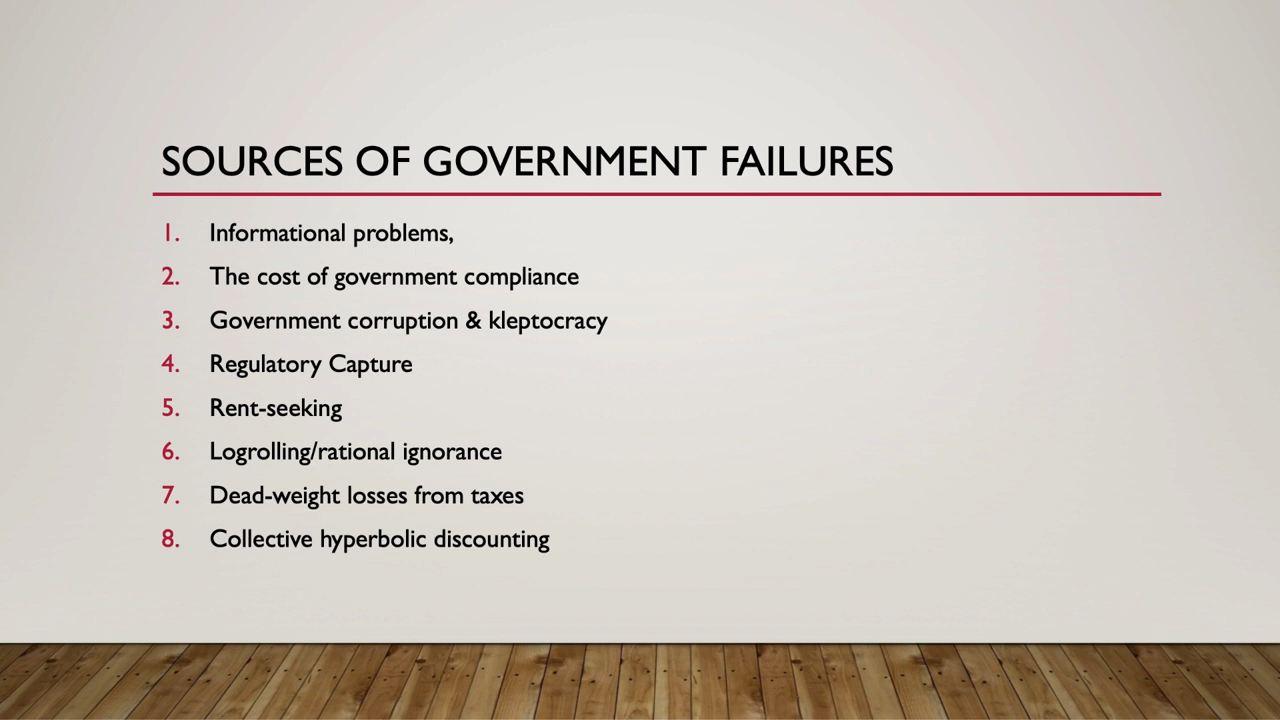 SOURCES OF GOVERNMENT FAILURES
1. Informational problems,
2. The cost of government compliance
3. Government corruption & kleptocracy
4. Regulatory Capture
5. Rent-seeking
6. Logrolling/rational ignorance
7. Dead-weight losses from taxes
8. Collective hyperbolic discounting